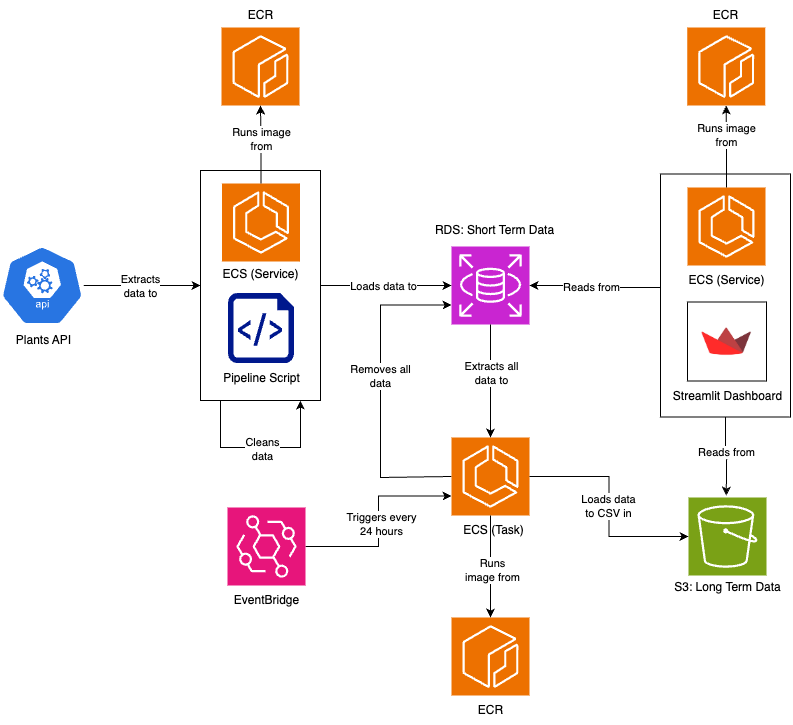 ECR
ECR
Runs image
from
Runs image
from
RDS: Short Term Data
ECS (Service)
ECS (Service)
Extracts
data to
Loads data to
Reads from
api
Plants API
</>
Pipeline Script
Removes all
data
Extracts all
data to
Streamlit Dashboard
Cleans
data
Reads from
Triggers every
24 hours
ECS (Task)
Loads data
to CSV in
EventBridge
Runs
image from
S3: Long Term Data
ECR